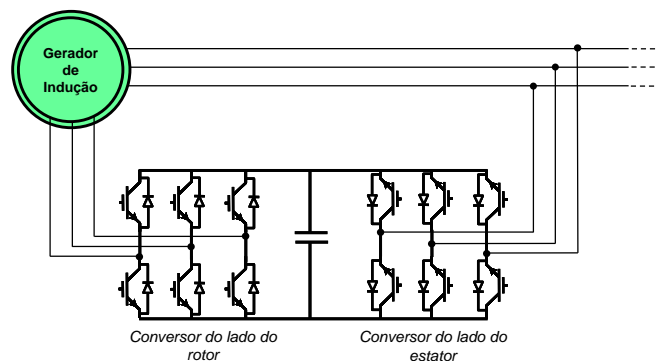 Gerador
de
Indução
Conversor do lado do
rotor
Conversor do lado do
estator